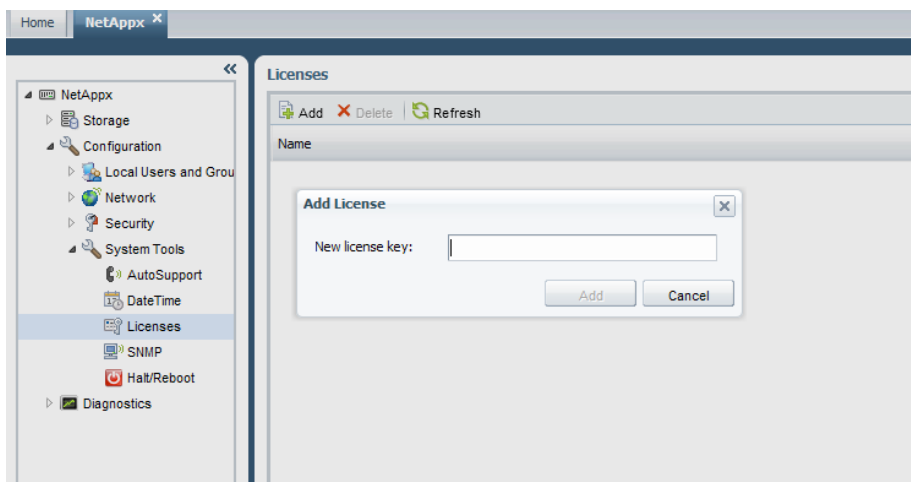 Home
NetAppx
Licenses
NetAppx
Storage
Configuration
Local Users and Grou
Network
Security
System Tools
AutoSupport
DateTime
Licenses
SNMP
Halt/Reboot
Diagnostics
Add Delete Refresh
Name
Add License
New license key:
Add Cancel